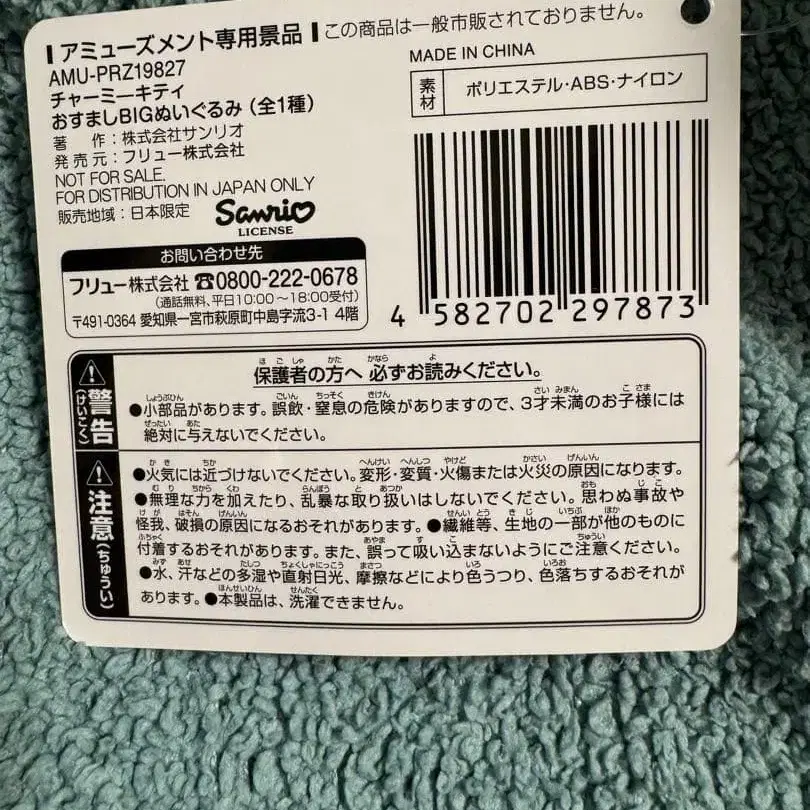 アミューズメント専用景品 この商品は一般市販されておりません。
AMU-PRZ19827
チャーミーキティ
おすましBIGぬいぐるみ（全1種）
著　作：株式会社サンリオ
発 売 元：フリュー株式会社
NOT FOR SALE.
FOR DISTRIBUTION IN JAPAN ONLY
販売地域：日本限定
Sanrio
LICENSE
MADE IN CHINA
素材 ポリエステル・ABS・ナイロン
4 582702 297873
お問い合わせ先
フリュー株式会社 ☎0800-222-0678
(通話無料、平日10:00～18:00受付)
〒491-0364 愛知県一宮市萩原町中島字流3-1 4階
警告(けいこく)
保護者の方へ 必ずお読みください。
●小部品があります。誤飲・窒息の危険がありますので、3才未満のお子様には
絶対に与えないでください。
注意(ちゅうい)
●火気には近づけないでください。変形・変質・火傷または火災の原因になります。
●無理な力を加えたり、乱暴な取り扱いはしないでください。思わぬ事故や
怪我、破損の原因になるおそれがあります。●繊維等、生地の一部が他のものに
付着するおそれがあります。また、誤って吸い込まないようにご注意ください。
●水、汗などの多湿や直射日光、摩擦などにより色うつり、色落ちするおそれが
あります。●本製品は、洗濯できません。